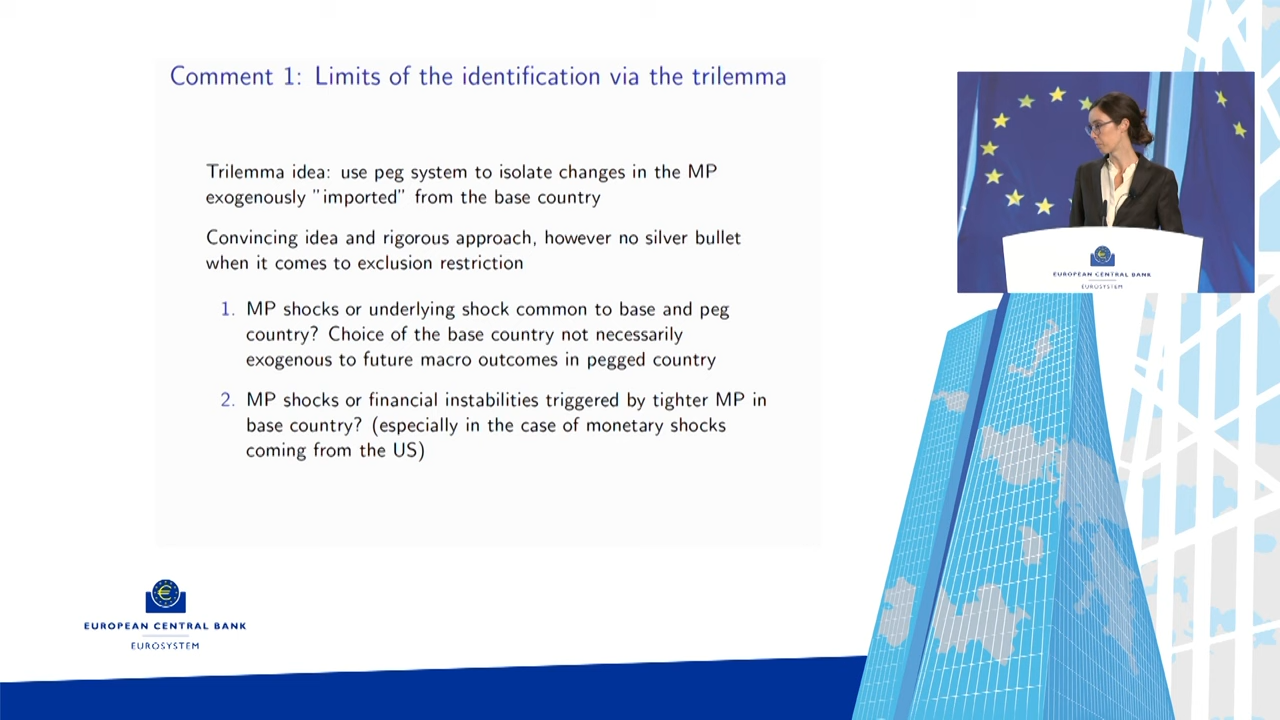 Comment 1: Limits of the identification via the trilemma
Trilemma idea: use peg system to isolate changes in the MP
exogenously "imported" from the base country
Convincing idea and rigorous approach, however no silver bullet
when it comes to exclusion restriction
1. MP shocks or underlying shock common to base and peg
country? Choice of the base country not necessarily
exogenous to future macro outcomes in pegged country
2. MP shocks or financial instabilities triggered by tighter MP in
base country? (especially in the case of monetary shocks
coming from the US)
EUROPEAN CENTRAL BANK
EUROSYSTEM
EUROPEAN CENTRAL BANK
EUROSYSTEM